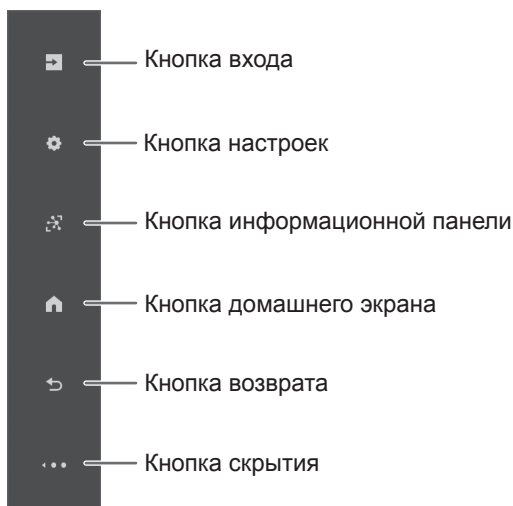 Кнопка входа
Кнопка настроек
Кнопка информационной панели
Кнопка домашнего экрана
Кнопка возврата
Кнопка скрытия